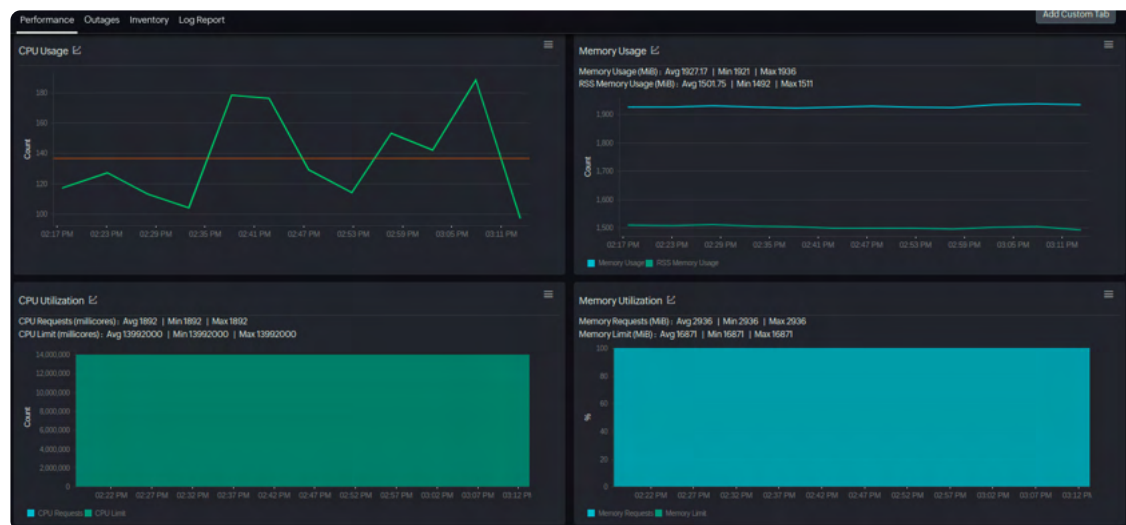 Performance Outages Inventory Log Report
Add Custom Tab
CPU Usage
180
160
140
120
100
Count
02:17 PM 02:23 PM 02:29 PM 02:35 PM 02:41 PM 02:47 PM 02:53 PM 02:59 PM 03:05 PM 03:11 PM
Memory Usage
Memory Usage (MiB) : Avg 1927.17 | Min 1921 | Max 1936
RSS Memory Usage (MiB) : Avg 1501.75 | Min 1492 | Max 1511
1,900
1,800
1,700
1,600
1,500
Count
02:17 PM 02:23 PM 02:29 PM 02:35 PM 02:41 PM 02:47 PM 02:53 PM 02:59 PM 03:05 PM 03:11 PM
Memory Usage RSS Memory Usage
CPU Utilization
CPU Requests (millicores) : Avg 1892 | Min 1892 | Max 1892
CPU Limit (millicores) : Avg 13992000 | Min 13992000 | Max 13992000
14,000,000
12,000,000
10,000,000
8,000,000
6,000,000
4,000,000
2,000,000
0
Count
02:22 PM 02:27 PM 02:32 PM 02:37 PM 02:42 PM 02:47 PM 02:52 PM 02:57 PM 03:02 PM 03:07 PM 03:12 PM
CPU Requests CPU Limit
Memory Utilization
Memory Requests (MiB) : Avg 2936 | Min 2936 | Max 2936
Memory Limit (MiB) : Avg 16871 | Min 16871 | Max 16871
100
80
60
40
20
0
%
02:22 PM 02:27 PM 02:32 PM 02:37 PM 02:42 PM 02:47 PM 02:52 PM 02:57 PM 03:02 PM 03:07 PM 03:12 P
Memory Requests Memory Limit